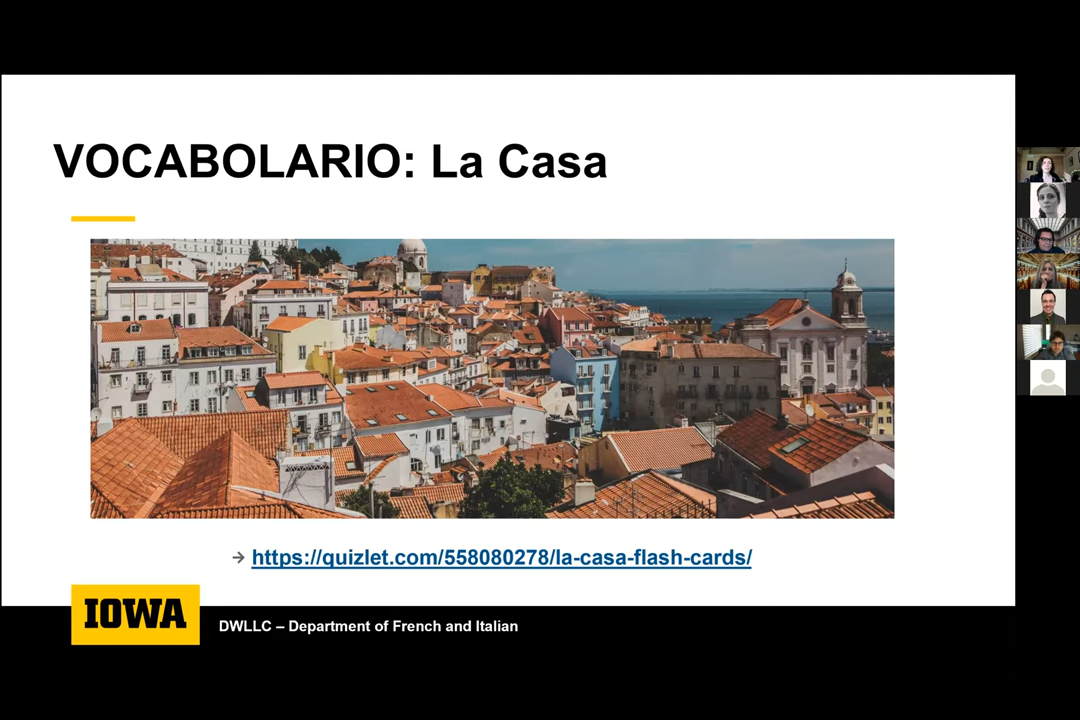 VOCABOLARIO: La Casa
→ https://quizlet.com/558080278/la-casa-flash-cards/
IOWA
DWLLC – Department of French and Italian